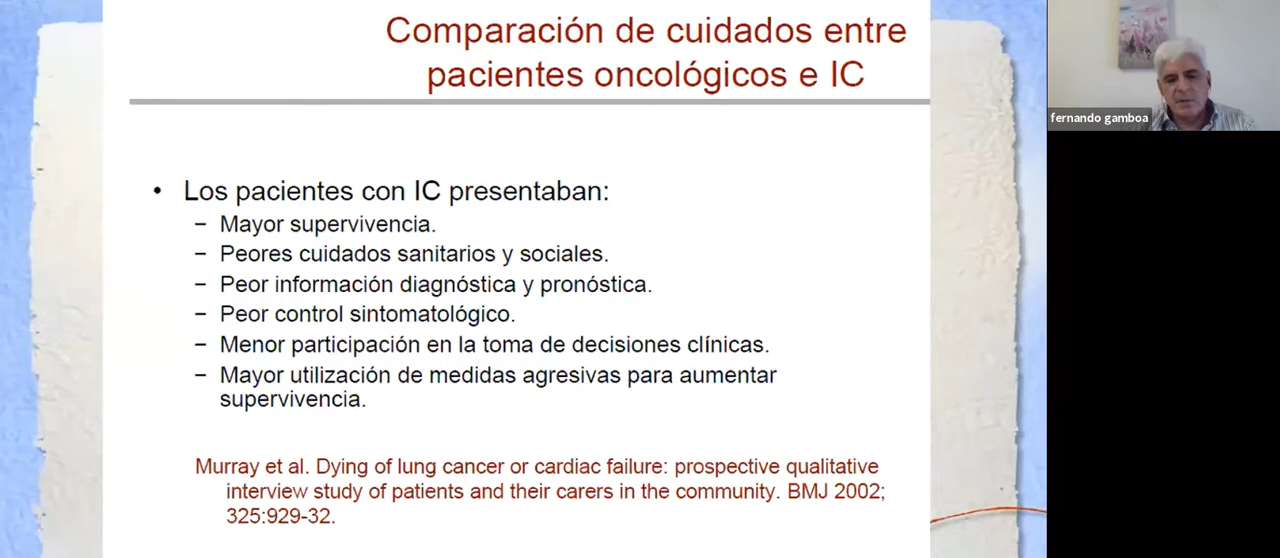 Comparación de cuidados entre
pacientes oncológicos e IC
fernando gamboa
• Los pacientes con IC presentaban:
– Mayor supervivencia.
– Peores cuidados sanitarios y sociales.
– Peor información diagnóstica y pronóstica.
– Peor control sintomatológico.
– Menor participación en la toma de decisiones clínicas.
– Mayor utilización de medidas agresivas para aumentar
supervivencia.
Murray et al. Dying of lung cancer or cardiac failure: prospective qualitative
interview study of patients and their carers in the community. BMJ 2002;
325:929-32.